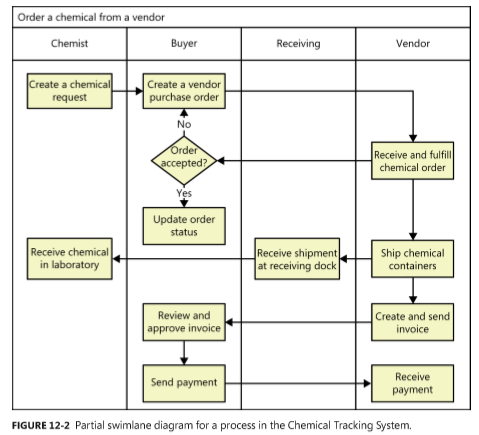 Order a chemical from a vendor
Chemist
Buyer
Receiving
Vendor
Create a chemical
request
Create a vendor
purchase order
No
Order
accepted?
Receive and fulfill
chemical order
Yes
Update order
status
Receive chemical
in laboratory
Receive shipment
at receiving dock
Ship chemical
containers
Review and
approve invoice
Create and send
invoice
Send payment
Receive
payment
FIGURE 12-2 Partial swimlane diagram for a process in the Chemical Tracking System.